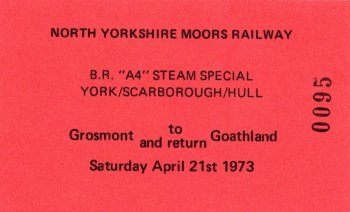 NORTH YORKSHIRE MOORS RAILWAY
B.R. "A4" STEAM SPECIAL
YORK/SCARBOROUGH/HULL
Grosmont to and return Goathland
Saturday April 21st 1973
0095